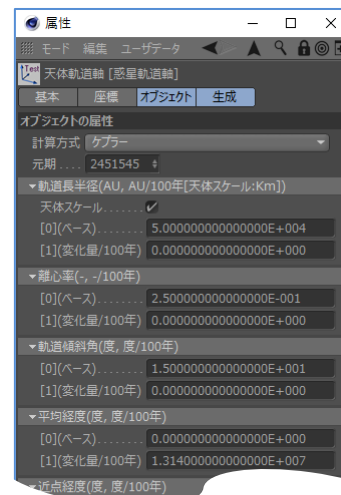 属性
モード 編集 ユーザデータ
Test
天体軌道軸 [惑星軌道軸]
基本 座標 オブジェクト 生成
オブジェクトの属性
計算方式 ケプラー
元期 . . . . 2451545
軌道長半径(AU, AU/100年[天体スケール:Km])
天体スケール. . . . . . .
[0](ベース). . . . . . . . 5.000000000000000E+004
[1](変化量/100年) 0.000000000000000E+000
離心率(-, -/100年)
[0](ベース). . . . . . . . 2.500000000000000E-001
[1](変化量/100年) 0.000000000000000E+000
軌道傾斜角(度, 度/100年)
[0](ベース). . . . . . . . 1.500000000000000E+001
[1](変化量/100年) 0.000000000000000E+000
平均経度(度, 度/100年)
[0](ベース). . . . . . . . 0.000000000000000E+000
[1](変化量/100年) 1.314000000000000E+007
近点経度(度, 度/100年)